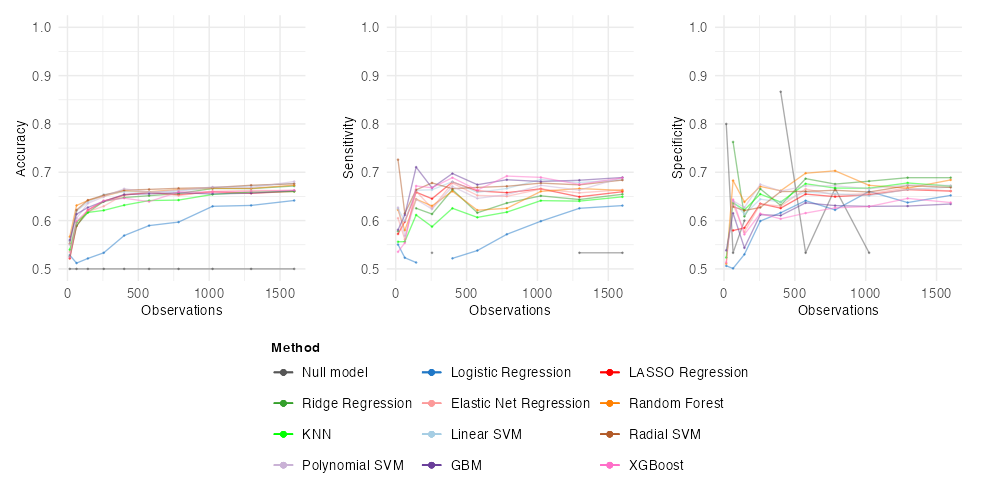 Accuracy
1.0
0.9
0.8
0.7
0.6
0.5
0 500 1000 1500
Observations
Sensitivity
1.0
0.9
0.8
0.7
0.6
0.5
0 500 1000 1500
Observations
Specificity
1.0
0.9
0.8
0.7
0.6
0.5
0 500 1000 1500
Observations
Method
Null model Logistic Regression LASSO Regression
Ridge Regression Elastic Net Regression Random Forest
KNN Linear SVM Radial SVM
Polynomial SVM GBM XGBoost